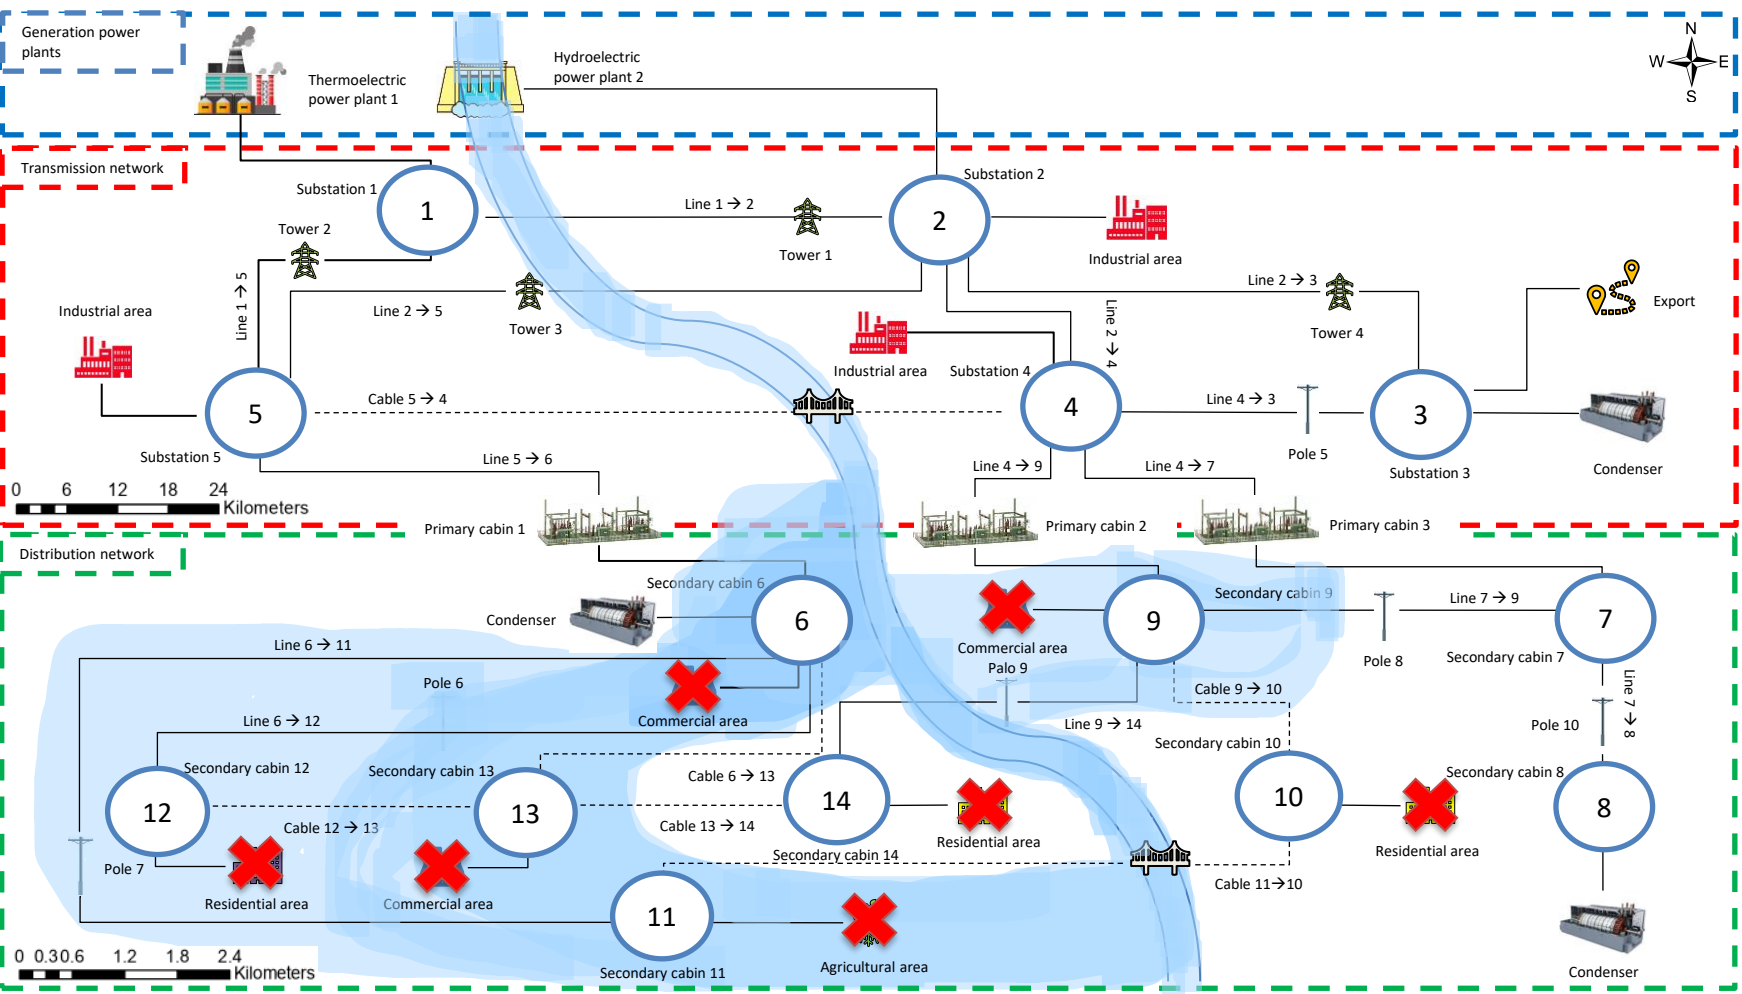 Generation power
plants
Thermoelectric
power plant 1
Hydroelectric
power plant 2
N
W
E
S
Transmission network
Substation 1
1
Substation 2
2
Line 1 → 2
Tower 1
Industrial area
Tower 2
Line 1 → 5
Line 2 → 5
Tower 3
Line 2 → 3
Tower 4
Line 2 → 4
Export
Industrial area
Industrial area
Substation 4
4
Cable 5 → 4
5
Substation 5
Line 4 → 3
Pole 5
3
Substation 3
Condenser
Line 5 → 6
Line 4 → 9
Line 4 → 7
0 6 12 18 24
Kilometers
Primary cabin 1
Primary cabin 2
Primary cabin 3
Distribution network
Secondary cabin 6
6
Condenser
Commercial area
Secondary cabin 9
9
Line 7 → 9
Pole 8
7
Secondary cabin 7
Line 6 → 11
Pole 6
Commercial area
Palo 9
Cable 9 → 10
Line 9 → 14
Line 7 → 8
Pole 10
Line 6 → 12
Secondary cabin 12
12
Secondary cabin 13
13
Cable 6 → 13
14
Secondary cabin 10
10
Secondary cabin 8
8
Cable 12 → 13
Cable 13 → 14
Secondary cabin 14
Residential area
Residential area
Pole 7
Residential area
Commercial area
Cable 11→10
11
Secondary cabin 11
Agricultural area
Condenser
0 0.3 0.6 1.2 1.8 2.4
Kilometers